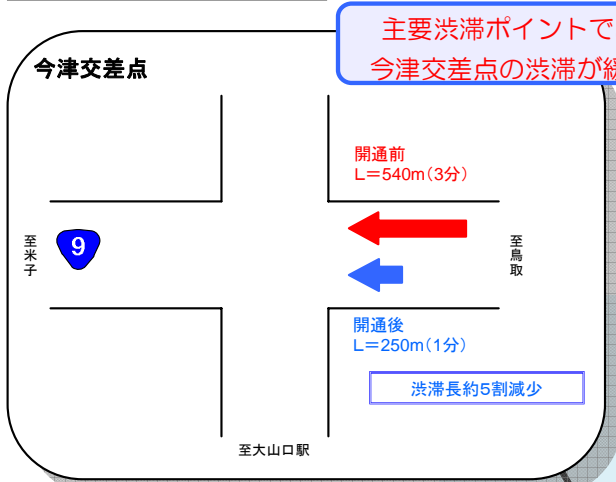 主要渋滞ポイントで
今津交差点の渋滞が
今津交差点
開通前
L=540m(3分)
至米子
9
至鳥取
開通後
L=250m(1分)
渋滞長約5割減少
至大山口駅